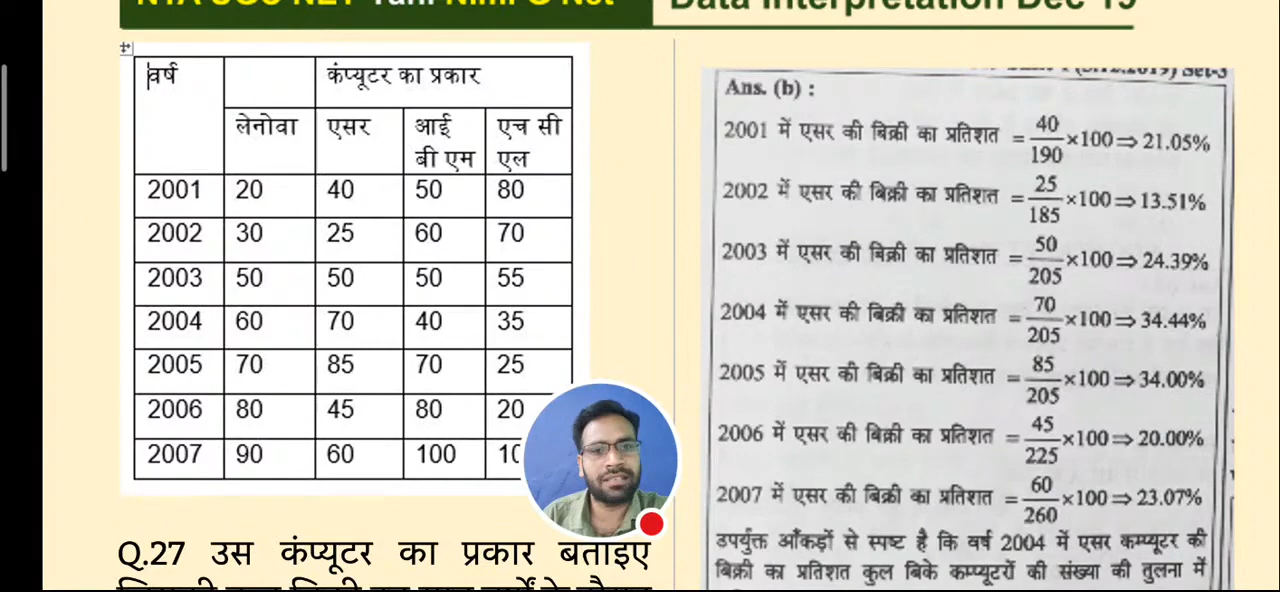 Data Interpretation Dec 19
वर्ष कंप्यूटर का प्रकार
लेनोवा एसर आई बी एम एच सी एल
2001 20 40 50 80
2002 30 25 60 70
2003 50 50 50 55
2004 60 70 40 35
2005 70 85 70 25
2006 80 45 80 20
2007 90 60 100
Q.27 उस कंप्यूटर का प्रकार बताइए
Ans. (b) :
2001 में एसर की बिक्री का प्रतिशत = 40/190 ×100 ⇒ 21.05%
2002 में एसर की बिक्री का प्रतिशत = 25/185 ×100 ⇒ 13.51%
2003 में एसर की बिक्री का प्रतिशत = 50/205 ×100 ⇒ 24.39%
2004 में एसर की बिक्री का प्रतिशत = 70/205 ×100 ⇒ 34.44%
2005 में एसर की बिक्री का प्रतिशत = 85/205 ×100 ⇒ 34.00%
2006 में एसर की बिक्री का प्रतिशत = 45/225 ×100 ⇒ 20.00%
2007 में एसर की बिक्री का प्रतिशत = 60/260 ×100 ⇒ 23.07%
उपर्युक्त आँकड़ों से स्पष्ट है कि वर्ष 2004 में एसर कम्प्यूटर की
बिक्री का प्रतिशत कुल बिके कम्प्यूटरों की संख्या की तुलना में